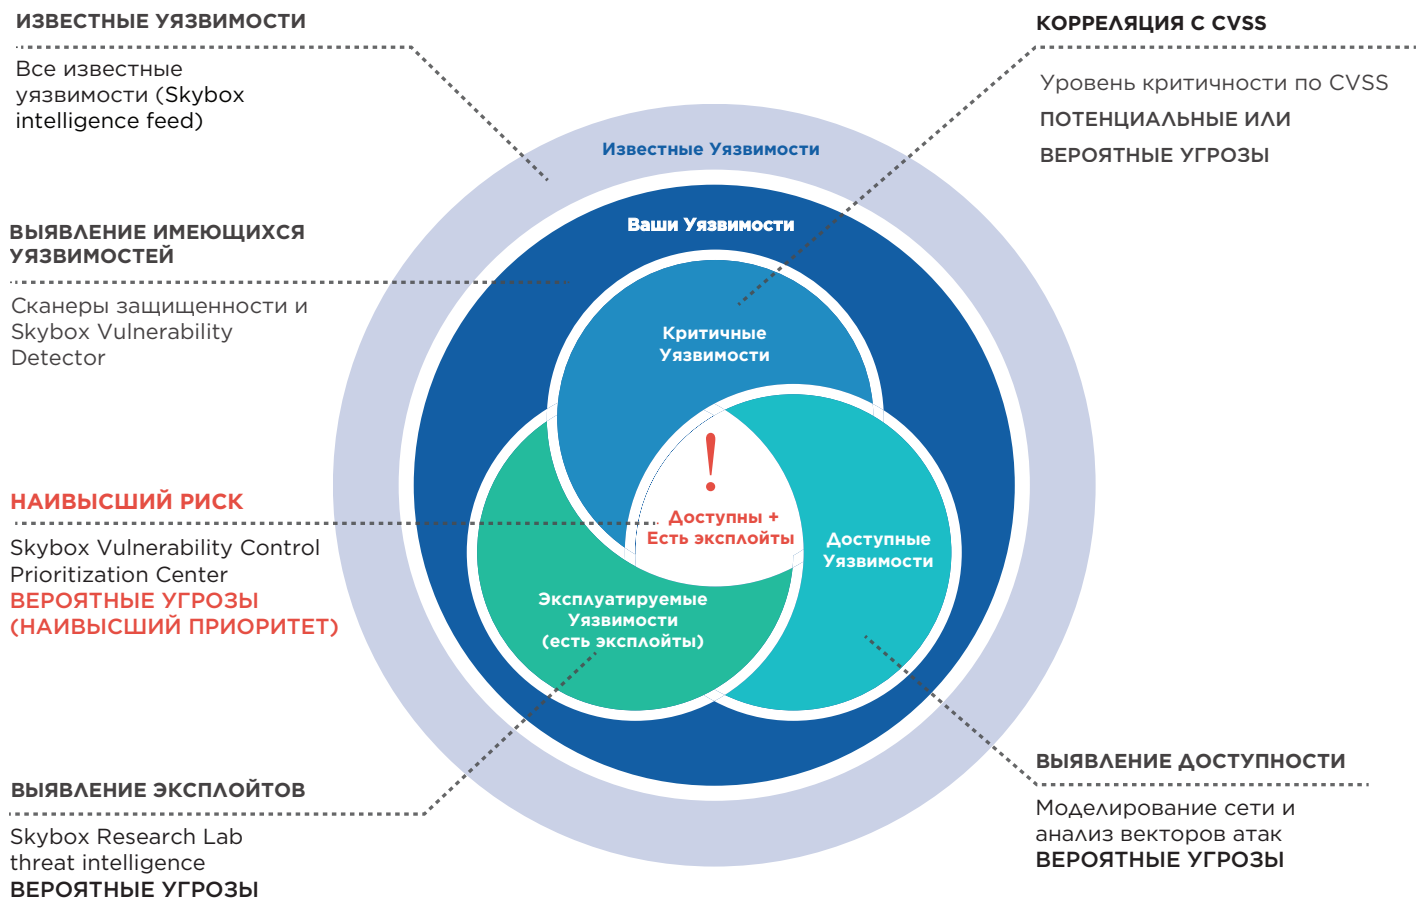 ИЗВЕСТНЫЕ УЯЗВИМОСТИ
Все известные
уязвимости (Skybox
intelligence feed)
КОРРЕЛЯЦИЯ С CVSS
Уровень критичности по CVSS
ПОТЕНЦИАЛЬНЫЕ ИЛИ
ВЕРОЯТНЫЕ УГРОЗЫ
Известные Уязвимости
Ваши Уязвимости
ВЫЯВЛЕНИЕ ИМЕЮЩИХСЯ
УЯЗВИМОСТЕЙ
Сканеры защищенности и
Skybox Vulnerability
Detector
Критичные
Уязвимости
!
Доступны +
Есть эксплойты
Доступные
Уязвимости
Эксплуатируемые
Уязвимости
(есть эксплойты)
НАИВЫСШИЙ РИСК
Skybox Vulnerability Control
Prioritization Center
ВЕРОЯТНЫЕ УГРОЗЫ
(НАИВЫСШИЙ ПРИОРИТЕТ)
ВЫЯВЛЕНИЕ ЭКСПЛОЙТОВ
Skybox Research Lab
threat intelligence
ВЕРОЯТНЫЕ УГРОЗЫ
ВЫЯВЛЕНИЕ ДОСТУПНОСТИ
Моделирование сети и
анализ векторов атак
ВЕРОЯТНЫЕ УГРОЗЫ